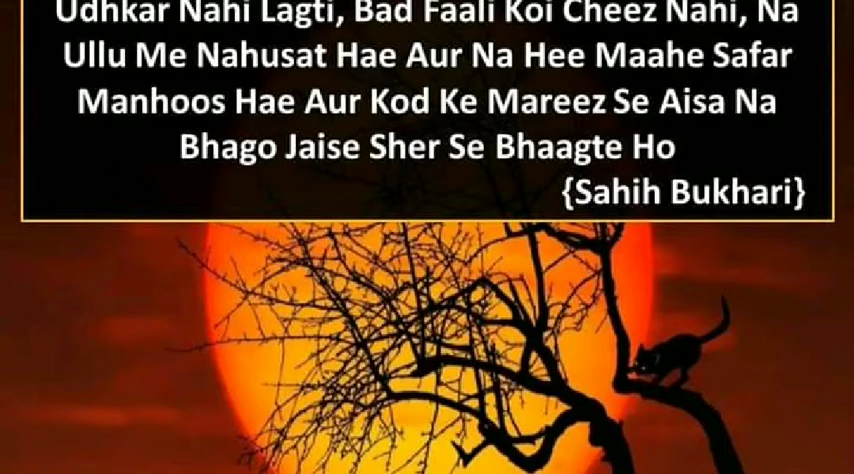 Udhkar Nahi Lagti, Bad Faali Koi Cheez Nahi, Na
Ullu Me Nahusat Hae Aur Na Hee Maahe Safar
Manhoos Hae Aur Kod Ke Mareez Se Aisa Na
Bhago Jaise Sher Se Bhaagte Ho
{Sahih Bukhari}